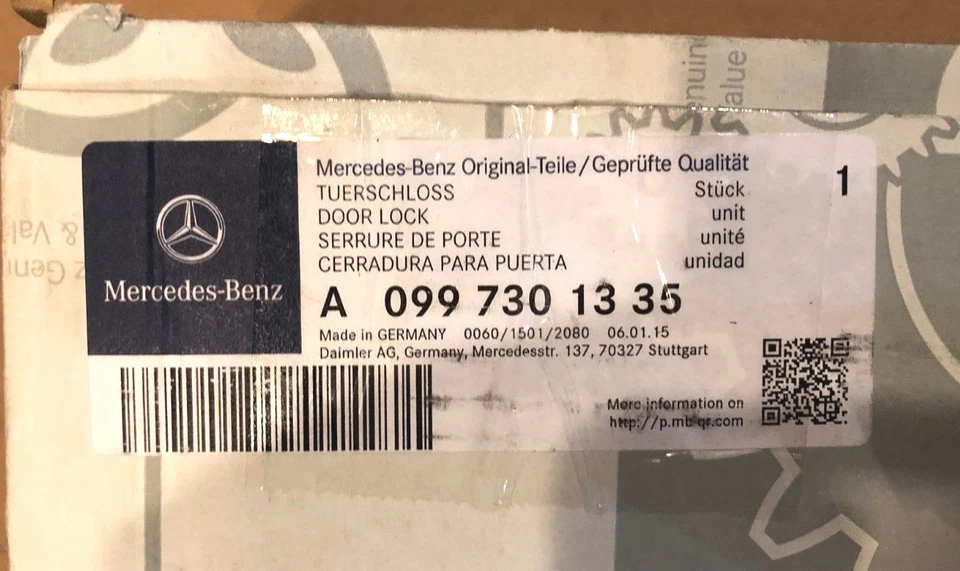 Mercedes-Benz Original-Teile/Geprüfte Qualität
1
TUERSCHLOSS Stück
DOOR LOCK unit
SERRURE DE PORTE unité
CERRADURA PARA PUERTA unidad
Mercedes-Benz
A 099 730 13 35
Made in GERMANY 0060/1501/2080 06.01.15
Daimler AG, Germany, Mercedesstr. 137, 70327 Stuttgart
More information on
http://p.mb-qr.com